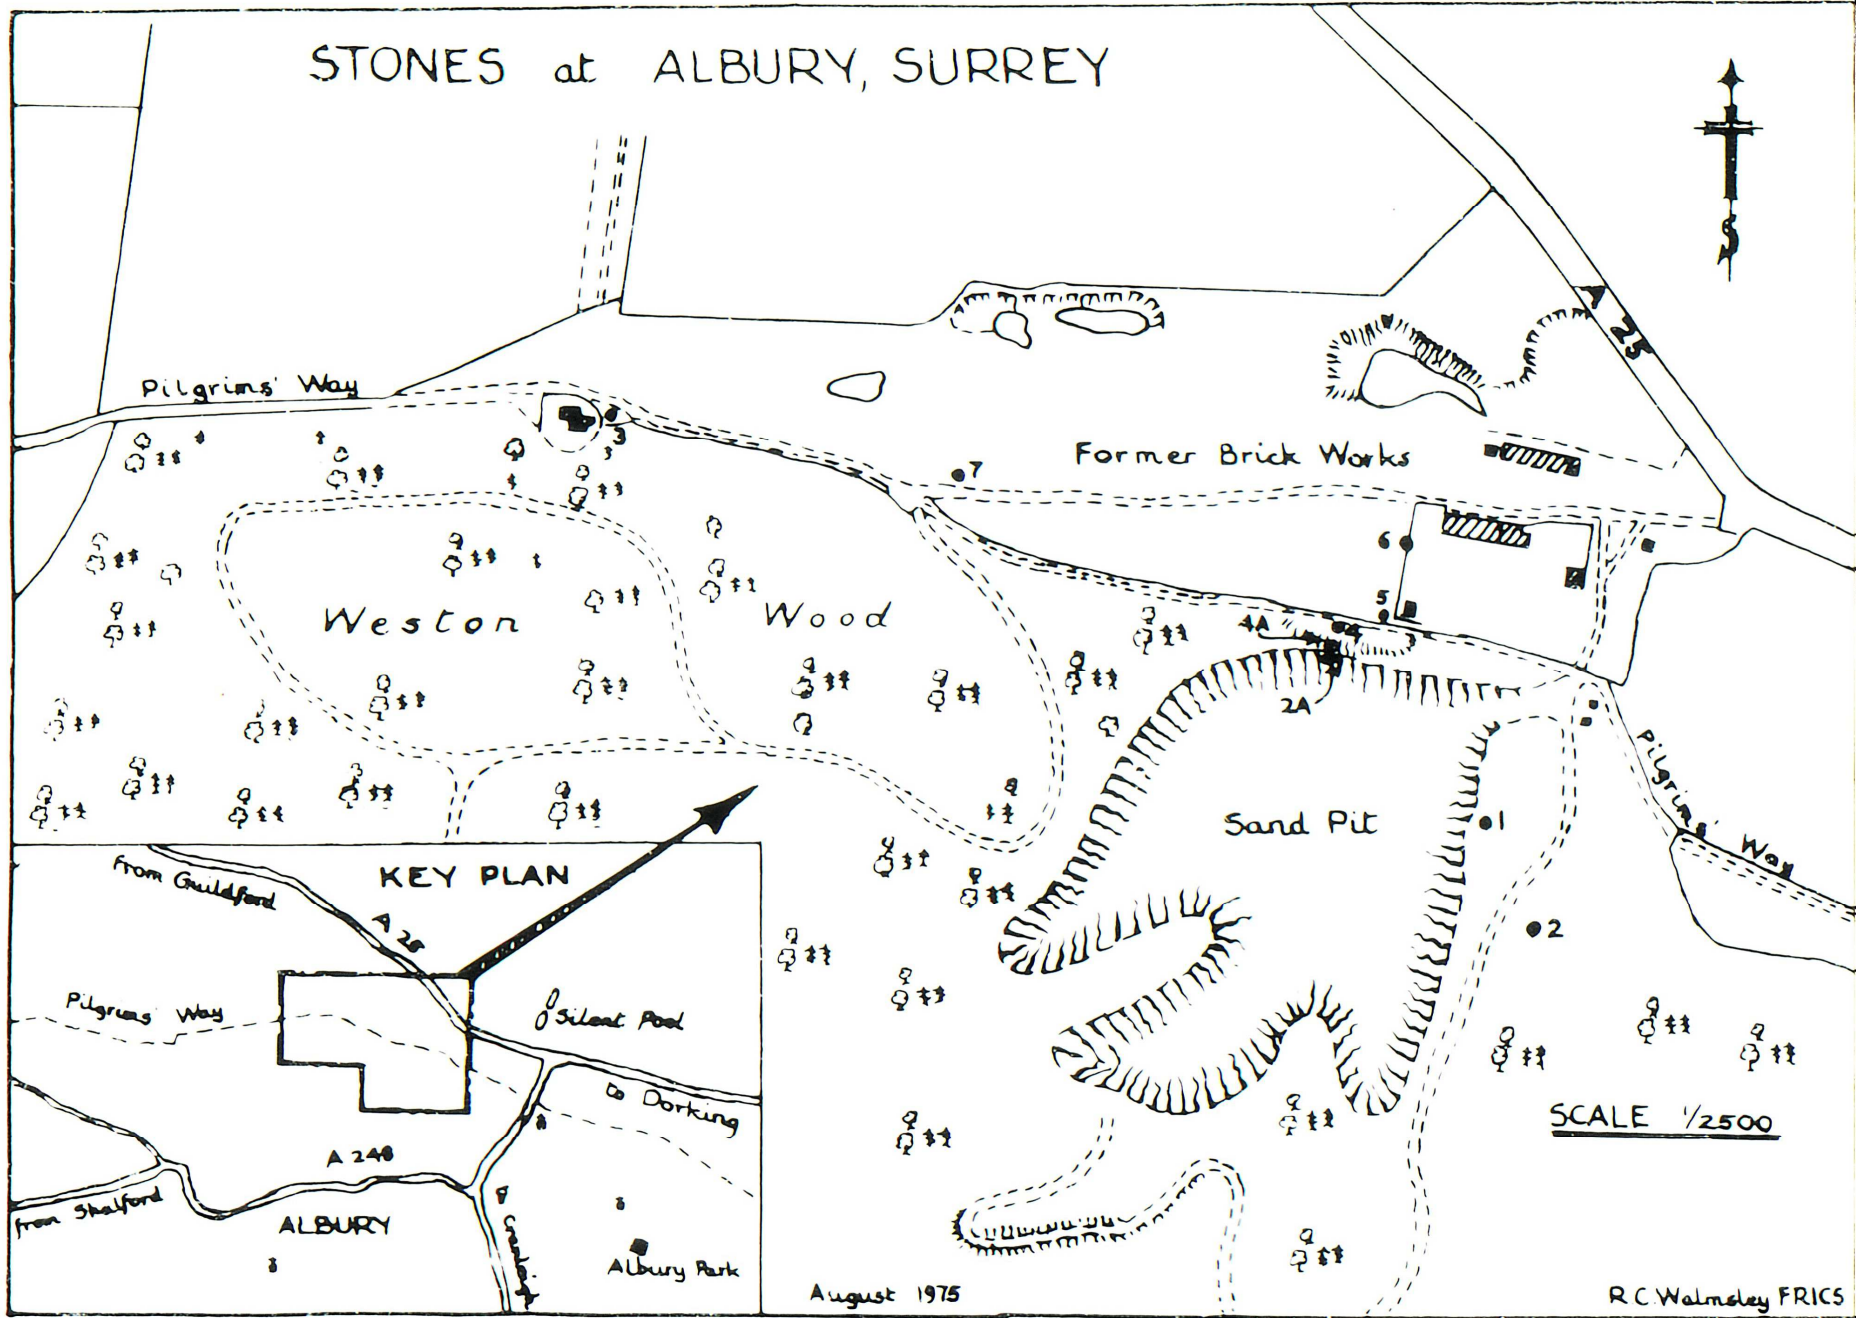 STONES at ALBURY, SURREY
S
A 25
Pilgrims' Way
3
7
Former Brick Works
6
5
4A
4
2A
Weston Wood
Sand Pit
1
2
Pilgrims' Way
SCALE 1/2500
KEY PLAN
from Guildford
A 25
Pilgrims' Way
Silent Pool
to Dorking
A 248
from Shalford
ALBURY
Cranleigh
Albury Park
August 1975
R C. Walmsley FRICS